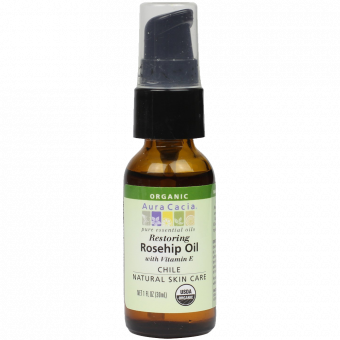 ORGANIC
Aura Cacia
pure essential oils
Restoring
Rosehip Oil
with Vitamin E
CHILE
NATURAL SKIN CARE
NET 1 FL OZ (30mL)
USDA
ORGANIC